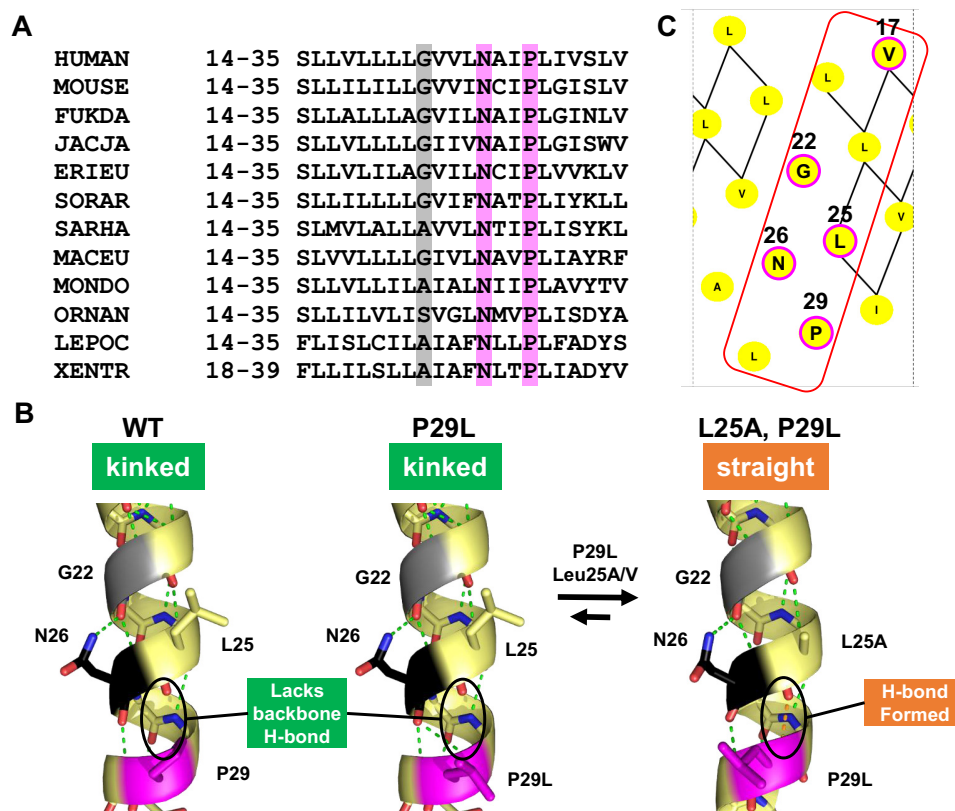 A
HUMAN 14-35 SLLVLLLLGVVLNAIPLIVSLV
MOUSE 14-35 SLLILLLLGVVINCIPLGISLV
FUKDA 14-35 SLLALLLAGVILNAIPLGINLV
JACJA 14-35 SLLVLLLLGIIVNAIPLGISWV
ERIEU 14-35 SLLVLILAGVILNCIPLVVKLV
SORAR 14-35 SLLLLLLLGVIFNATPLIYKLL
SARHA 14-35 SLMVLALLAVVLNTIPLISYKL
MACEU 14-35 SLVVLLLLGIVLNAVPLIAYRF
MONDO 14-35 SLLILLILAIALNIIPLAVYTV
ORNAN 14-35 SLLILVLISVGLNMVPLISDYA
LEPOC 14-35 FLISLCILAIAFNLLPLFADYS
XENTR 18-39 FLLILSLLAIAFNLTPLIADYV
C
17
L
V
L
L
L
22
L
G
V
25
V
26
L
N
A
29
I
P
L
B
WT
kinked
P29L
kinked
L25A, P29L
straight
P29L
Leu25A/V
G22
N26
L25
P29
G22
N26
L25
P29L
G22
N26
L25A
P29L
Lacks
backbone
H-bond
H-bond
Formed